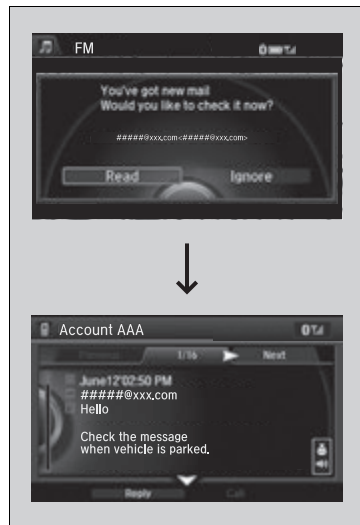 FM
You've got new mail
Would you like to check it now?
#####@xxx.com<#####@xxx.com>
Read Ignore
Account AAA
Previous 1/16 Next
June12'02:50 PM
#####@xxx.com
Hello
Check the message
when vehicle is parked.
Reply Call